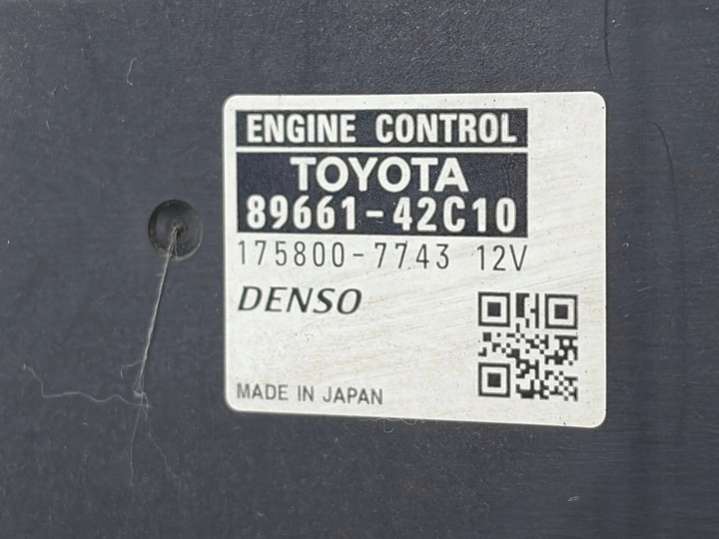 ENGINE CONTROL
TOYOTA
89661-42C10
175800-7743 12V
DENSO
MADE IN JAPAN